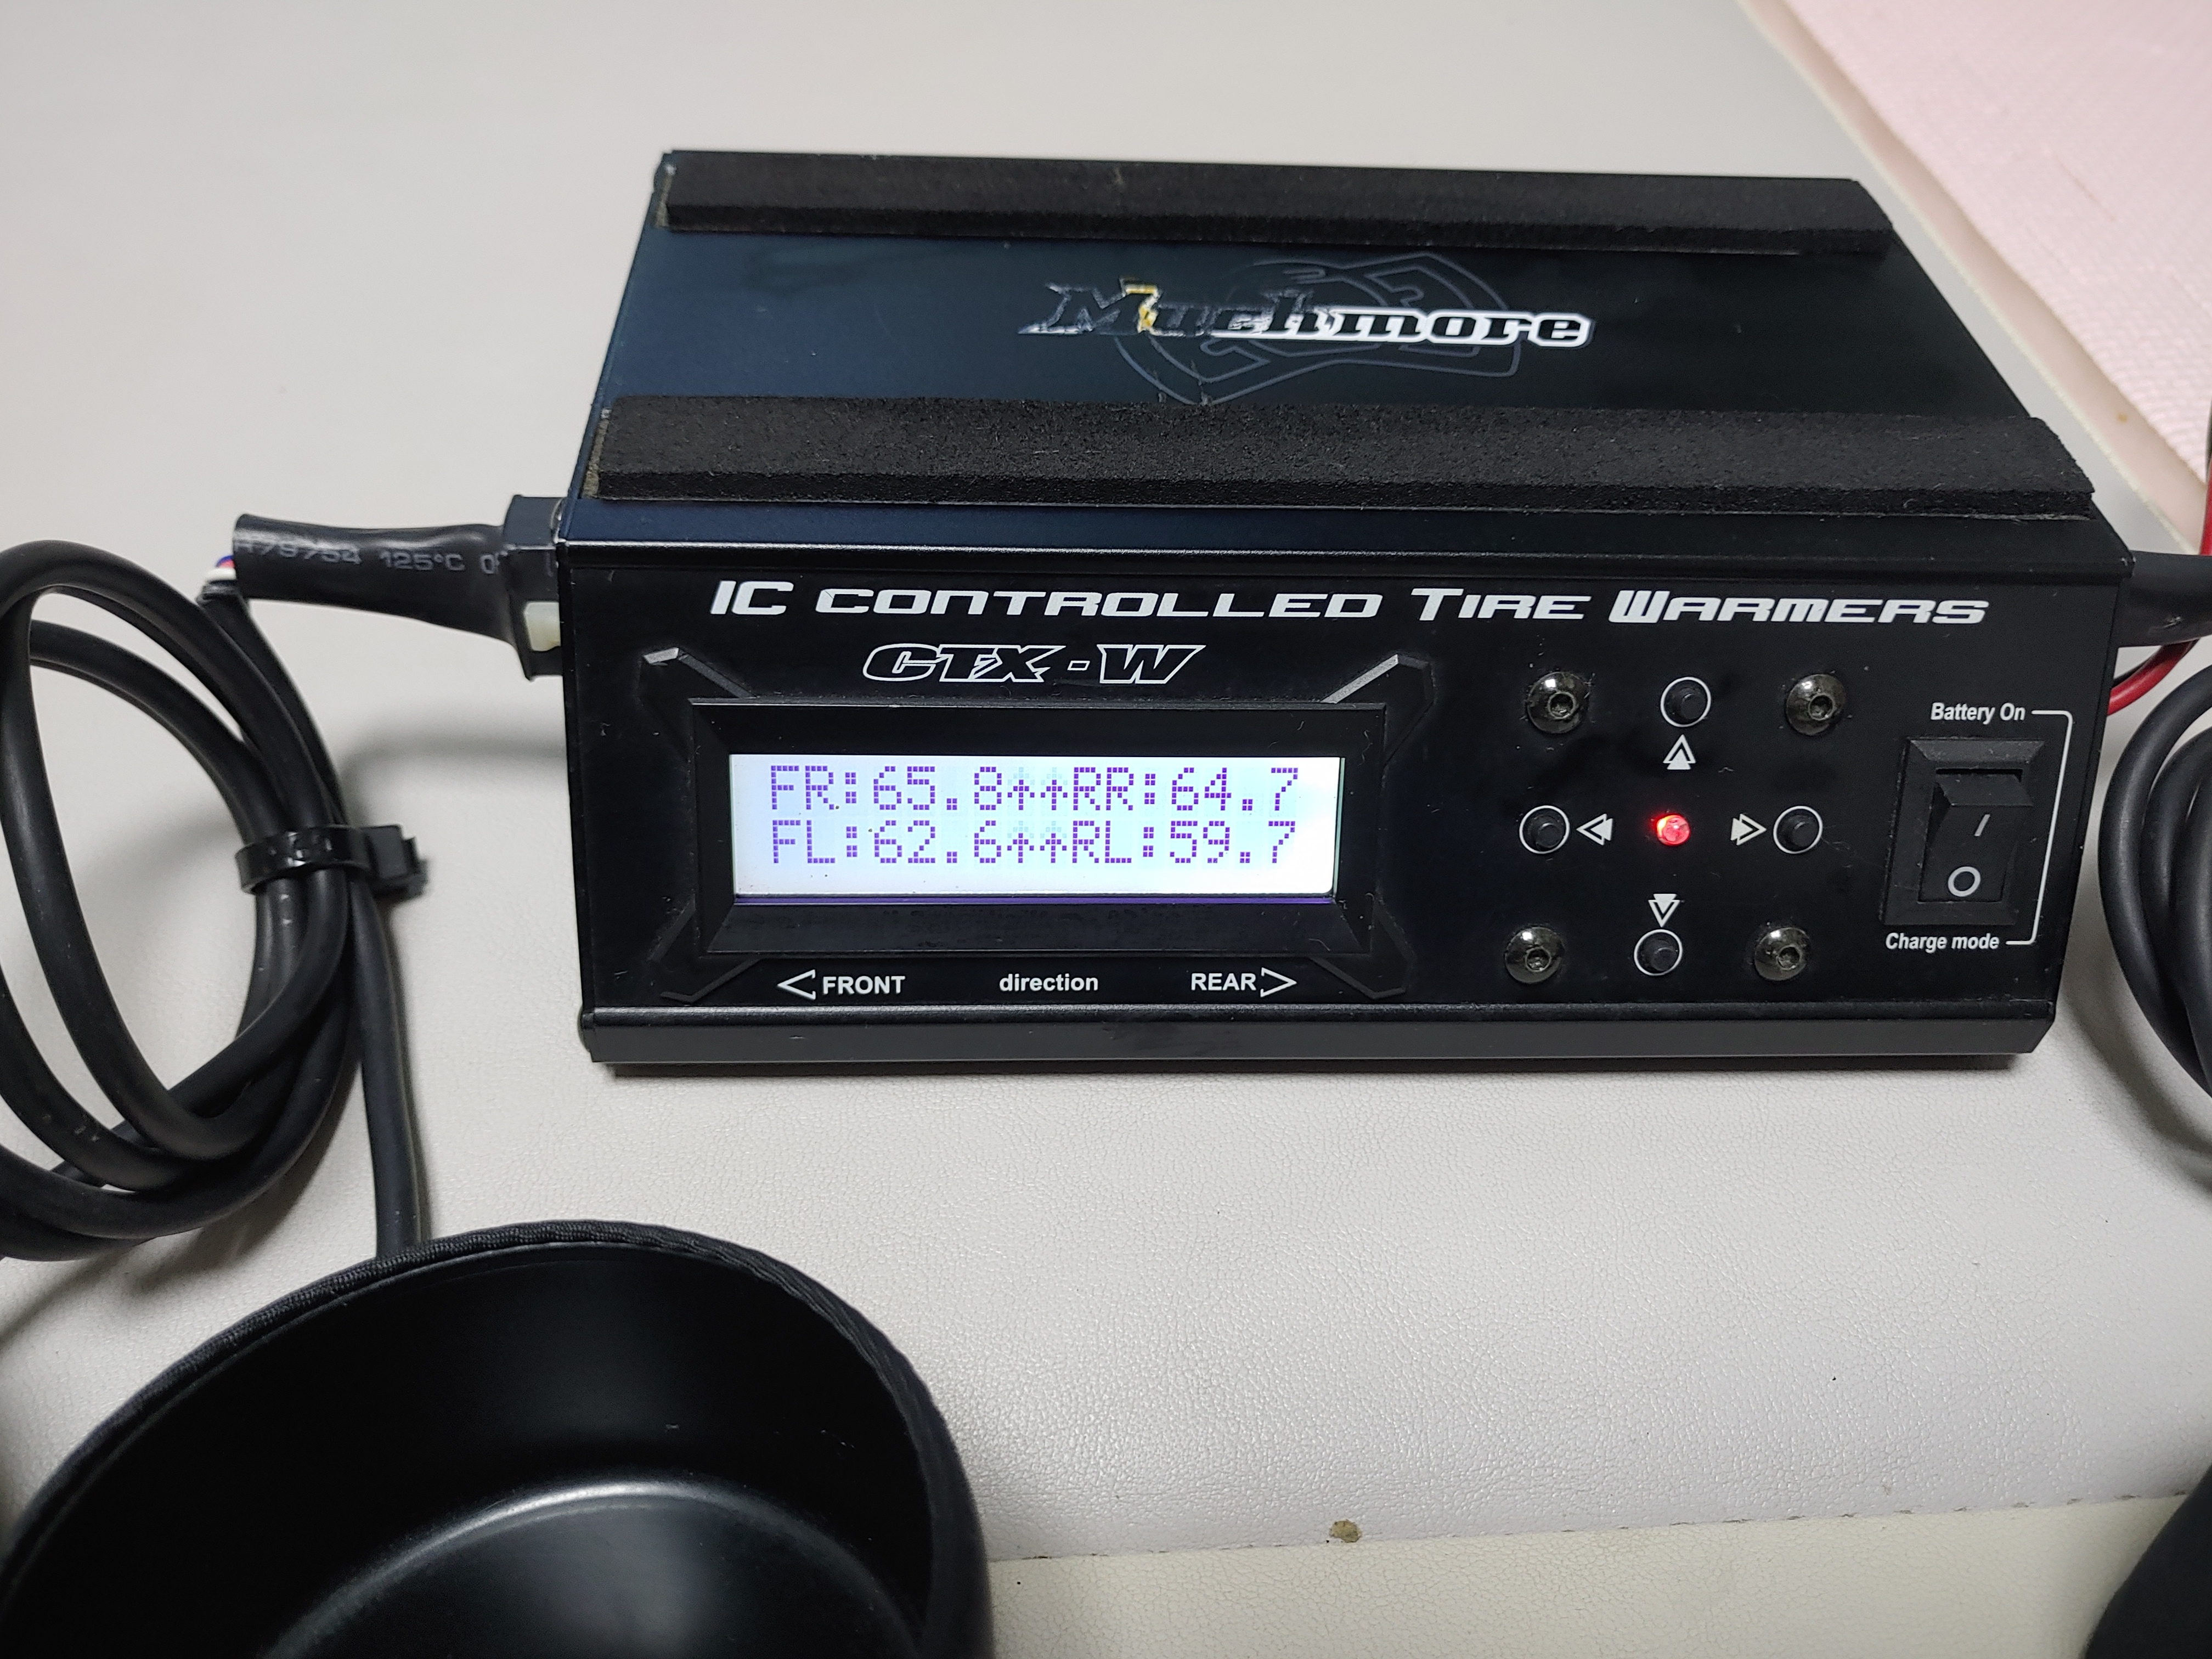 Muchmore
125°C
IC CONTROLLED TIRE WARMERS
CTX-W
FR:65.8↑↑RR:64.7
FL:62.6↑↑RL:59.7
Battery On
Charge mode
FRONT direction REAR